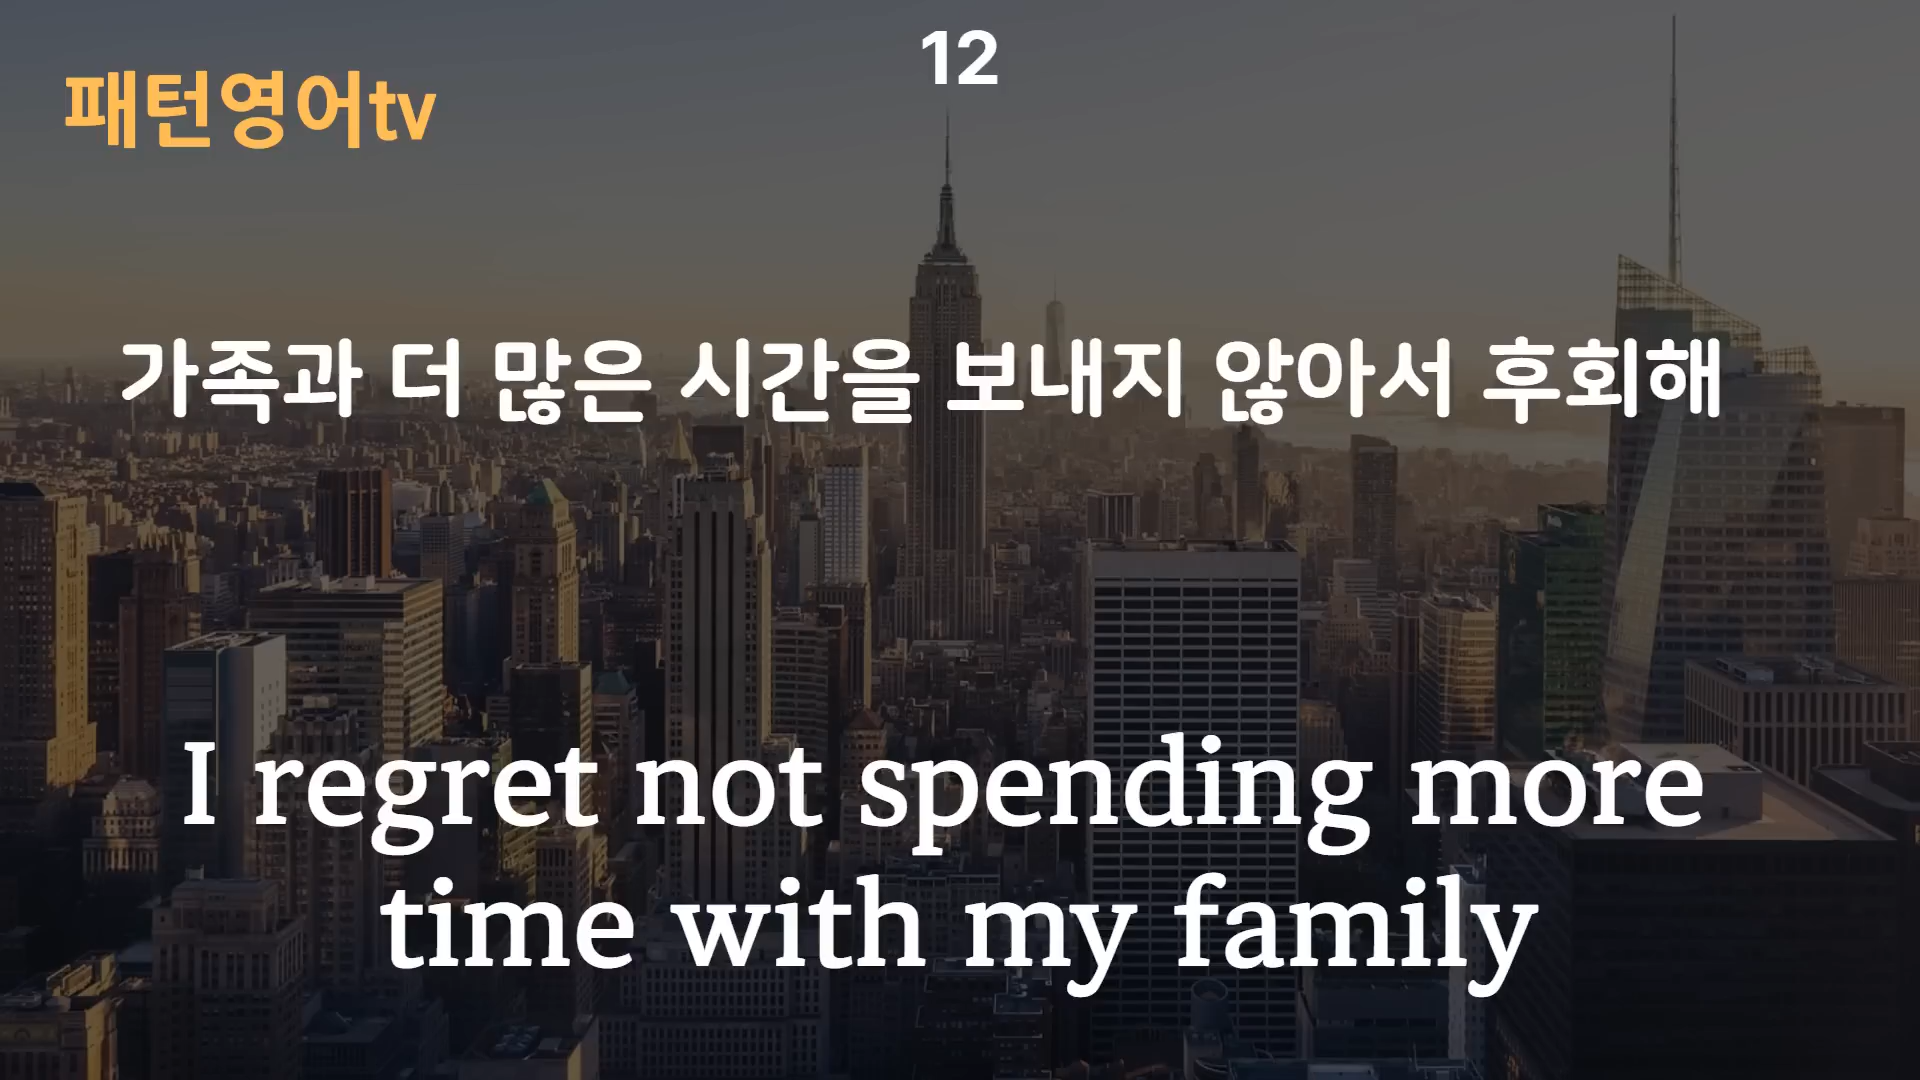 12
패턴영어tv
가족과 더 많은 시간을 보내지 않아서 후회해
I regret not spending more
time with my family